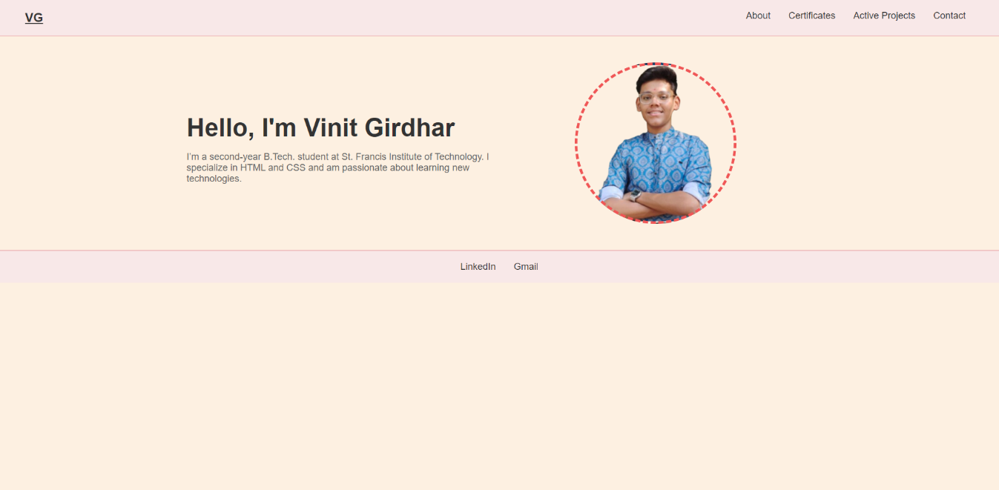 VG
About Certificates Active Projects Contact
Hello, I'm Vinit Girdhar
I'm a second-year B.Tech. student at St. Francis Institute of Technology. I
specialize in HTML and CSS and am passionate about learning new
technologies.
LinkedIn Gmail